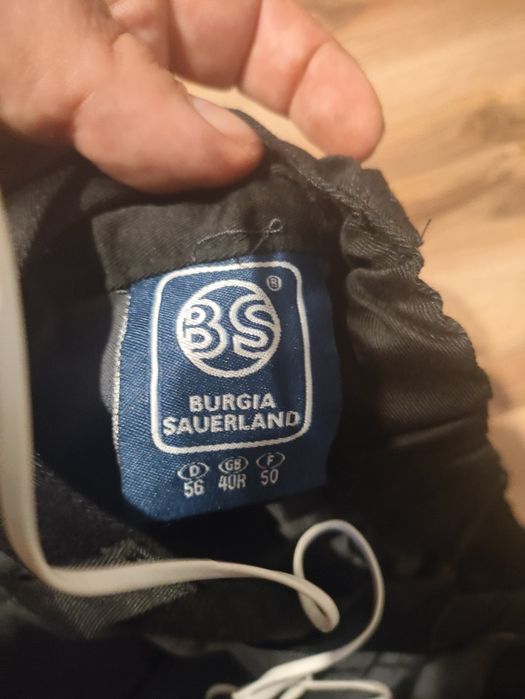 ®
BS
BURGIA
SAUERLAND
D GB F
56 40R 50